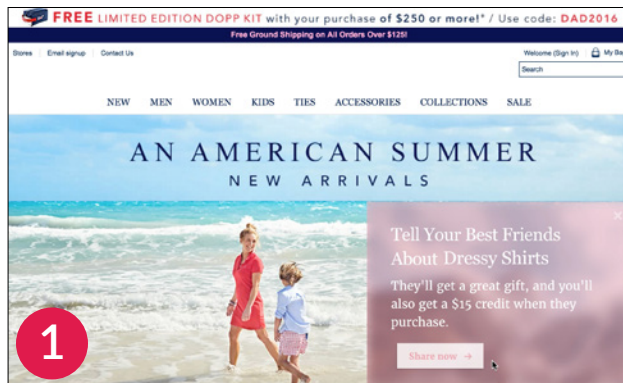 FREE LIMITED EDITION DOPP KIT with your purchase of $250 or more!* / Use code: DAD2016
Free Ground Shipping on All Orders Over $125!
Stores Email signup Contact Us Welcome (Sign In) My Ba
Search
NEW MEN WOMEN KIDS TIES ACCESSORIES COLLECTIONS SALE
AN AMERICAN SUMMER
NEW ARRIVALS
Tell Your Best Friends
About Dressy Shirts
They'll get a great gift, and you'll
also get a $15 credit when they
purchase.
Share now →
1